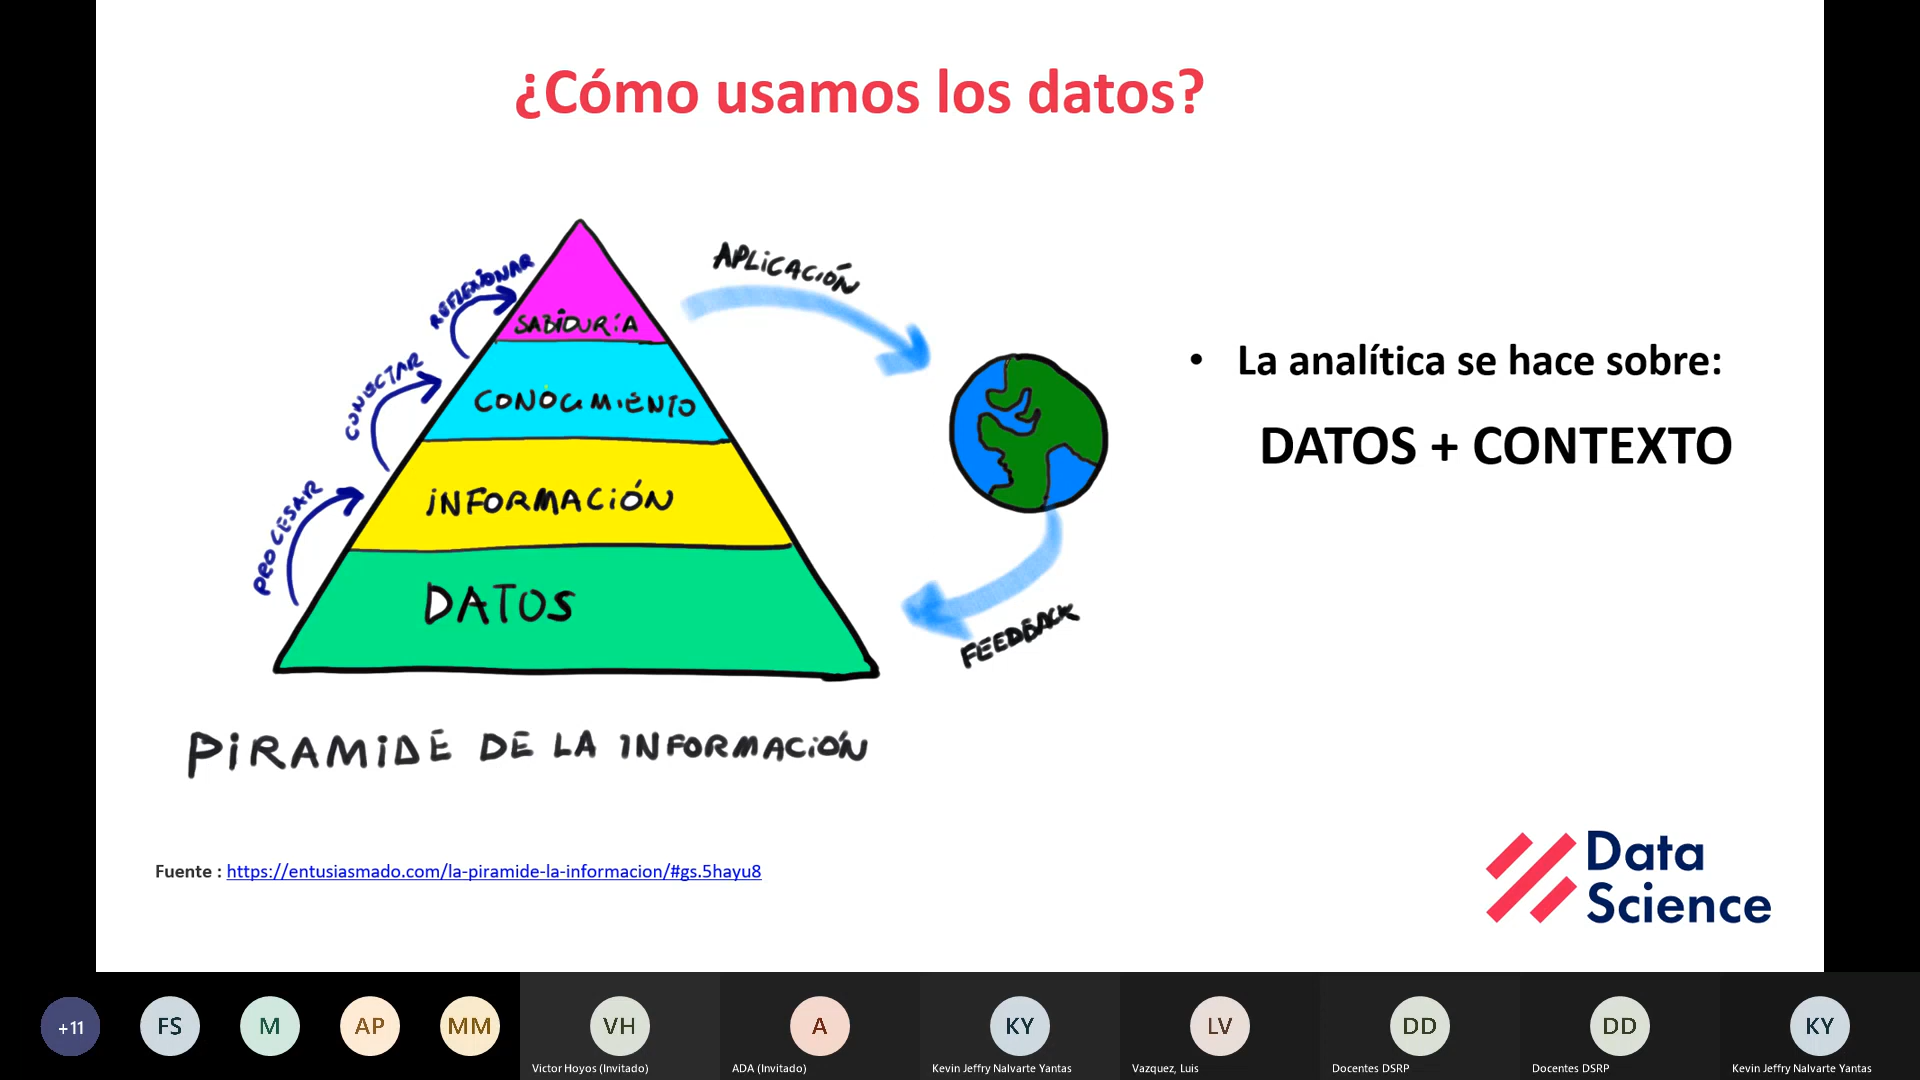 ¿Cómo usamos los datos?
REFLEXIONAR
SABIDURÍA
APLICACIÓN
CONECTAR
CONOCIMIENTO
PROCESAR
INFORMACIÓN
DATOS
FEEDBACK
PIRAMIDE DE LA INFORMACIÓN
• La analítica se hace sobre:
DATOS + CONTEXTO
Fuente : https://entusiasmado.com/la-piramide-la-informacion/#gs.5hayu8
Data
Science
+11
FS
M
AP
MM
VH
A
KY
LV
DD
DD
KY
Victor Hoyos (Invitado)
ADA (Invitado)
Kevin Jeffry Nalvarte Yantas
Vazquez, Luis
Docentes DSRP
Docentes DSRP
Kevin Jeffry Nalvarte Yantas